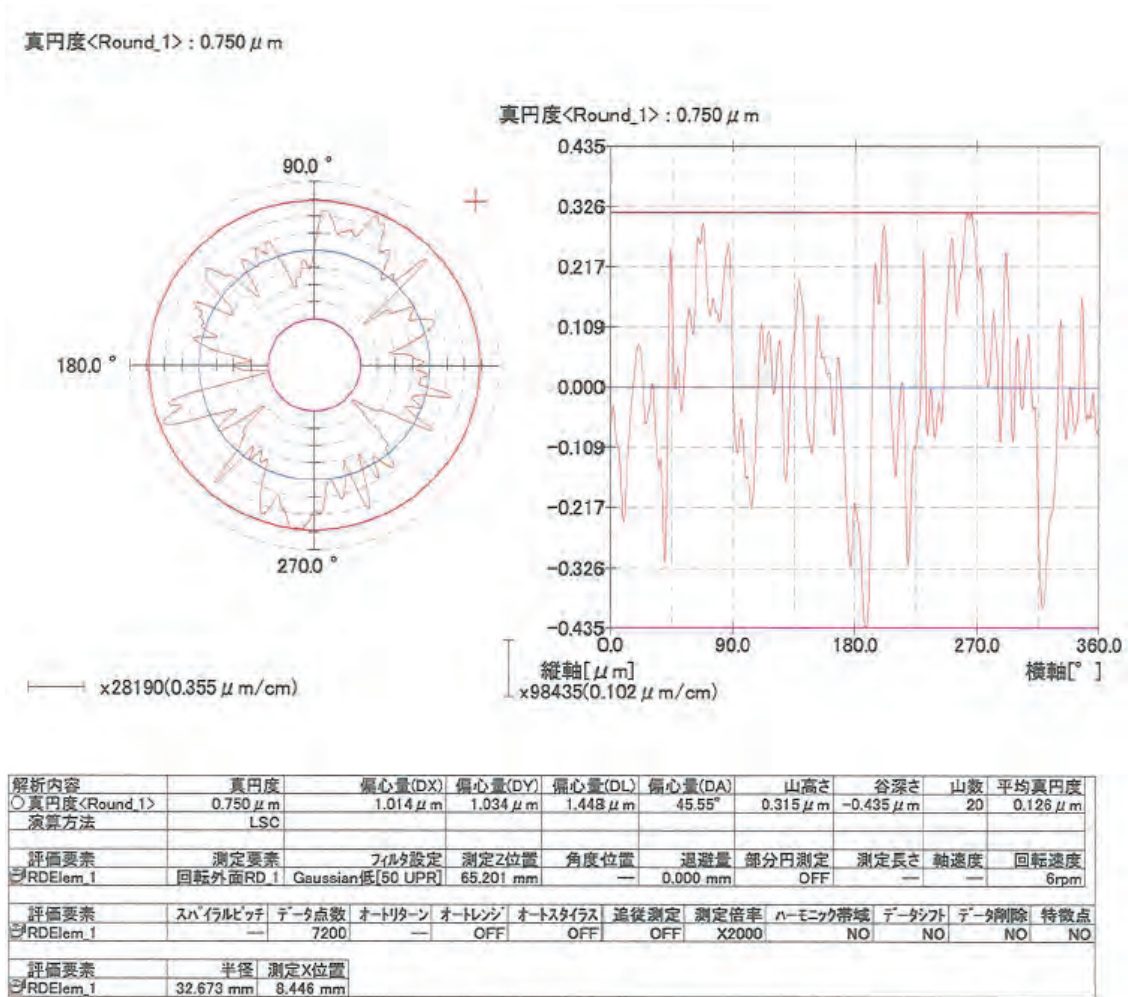 真円度<Round_1> : 0.750 μm
真円度<Round_1> : 0.750 μm
90.0 °
180.0 °
270.0 °
0.435
0.326
0.217
0.109
0.000
-0.109
-0.217
-0.326
-0.435
0.0 90.0 180.0 270.0 360.0
縦軸[μm] 横軸[° ]
x28190(0.355 μm/cm)
x98435(0.102 μm/cm)
解析内容 真円度 偏心量(DX) 偏心量(DY) 偏心量(DL) 偏心量(DA) 山高さ 谷深さ 山数 平均真円度
○真円度<Round_1> 0.750 μm 1.014 μm 1.034 μm 1.448 μm 45.55° 0.315 μm -0.435 μm 20 0.126 μm
演算方法 LSC
評価要素 測定要素 フィルタ設定 測定Z位置 角度位置 退避量 部分円測定 測定長さ 軸速度 回転速度
RDElem_1 回転外面RD_1 Gaussian低[50 UPR] 65.201 mm — 0.000 mm OFF — — 6rpm
評価要素 スパイラルピッチ データ点数 オートリターン オートレンジ オートスタイラス 追従測定 測定倍率 ハーモニック帯域 データシフト データ削除 特徴点
RDElem_1 — 7200 — OFF OFF OFF X2000 NO NO NO NO
評価要素 半径 測定X位置
RDElem_1 32.673 mm 8.446 mm